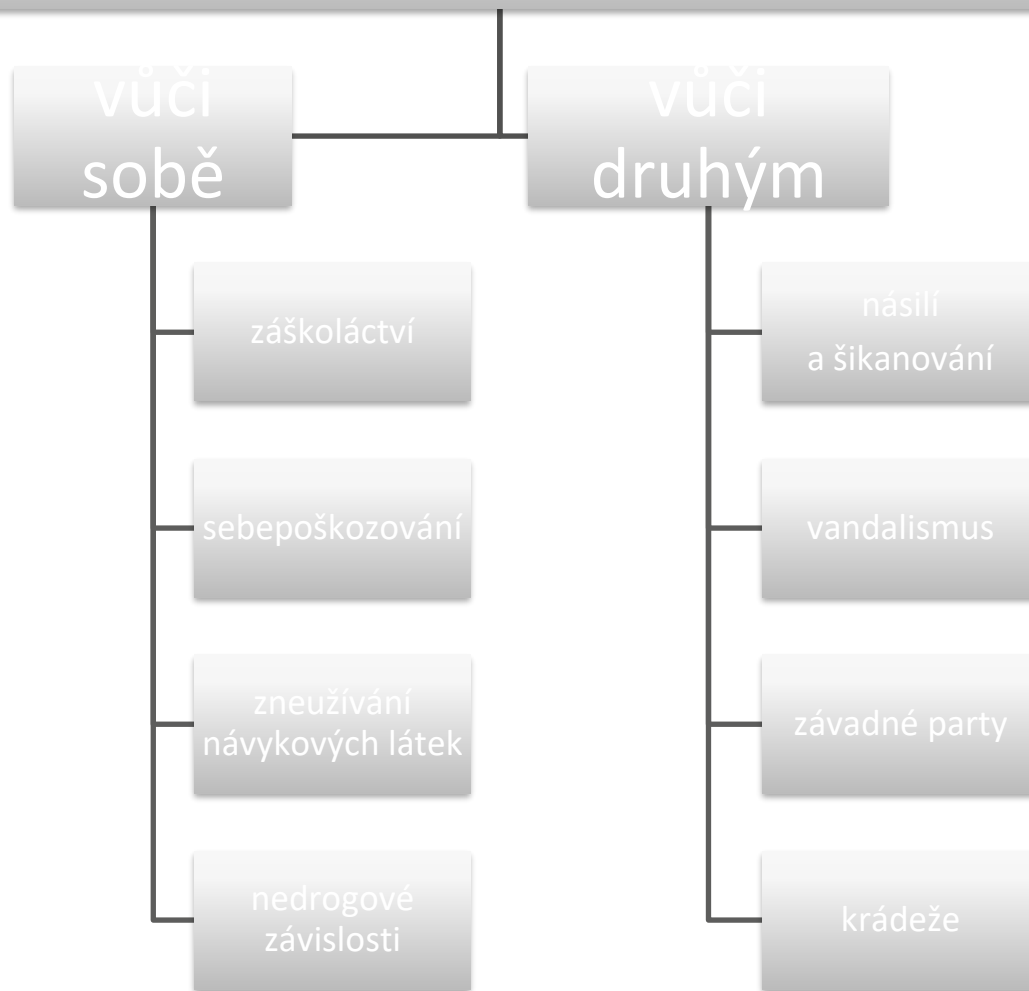 vůči
sobě
záškoláctví
sebepoškozování
zneužívání
návykových látek
nedrogové
závislosti
vůči
druhým
násilí
a šikanování
vandalismus
závadné party
krádeže